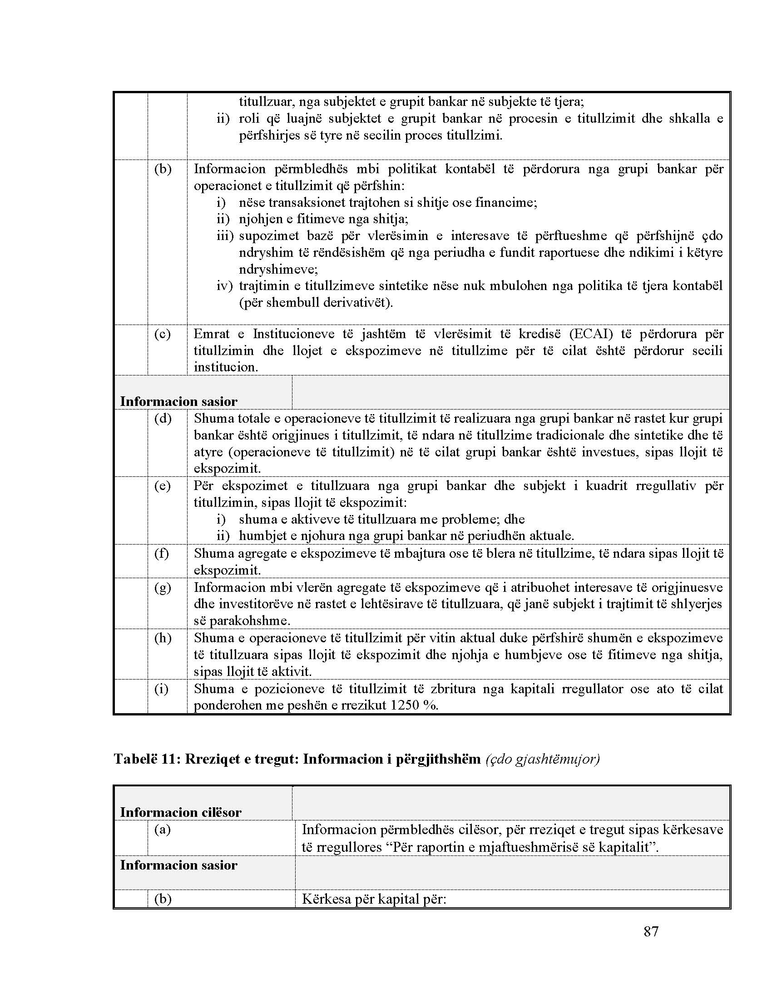 titullzuar, nga subjektet e grupit bankar në subjekte të tjera;
ii) roli që luajnë subjektet e grupit bankar në procesin e titullzimit dhe shkalla e
përfshirjes së tyre në secilin proces titullzimi.
(b) Informacion përmbledhës mbi politikat kontabël të përdorura nga grupi bankar për
operacionet e titullzimit që përfshin:
i) nëse transaksionet trajtohen si shitje ose financime;
ii) njohjen e fitimeve nga shitja;
iii) supozimet bazë për vlerësimin e interesave të përftueshme që përfshijnë çdo
ndryshim të rëndësishëm që nga periudha e fundit raportuese dhe ndikimi i këtyre
ndryshimeve;
iv) trajtimin e titullzimeve sintetike nëse nuk mbulohen nga politika të tjera kontabël
(për shembull derivativët).
(c) Emrat e Institucioneve të jashtëm të vlerësimit të kredisë (ECAI) të përdorura për
titullzimin dhe llojet e ekspozimeve në titullzime për të cilat është përdorur secili
institucion.
Informacion sasior
(d) Shuma totale e operacioneve të titullzimit të realizuara nga grupi bankar në rastet kur grupi
bankar është origjinues i titullzimit, të ndara në titullzime tradicionale dhe sintetike dhe të
atyre (operacioneve të titullzimit) në të cilat grupi bankar është investues, sipas llojit të
ekspozimit.
(e) Për ekspozimet e titullzuara nga grupi bankar dhe subjekt i kuadrit rregullativ për
titullzimin, sipas llojit të ekspozimit:
i) shuma e aktiveve të titullzuara me probleme; dhe
ii) humbjet e njohura nga grupi bankar në periudhën aktuale.
(f) Shuma agregate e ekspozimeve të mbajtura ose të blera në titullzime, të ndara sipas llojit të
ekspozimit.
(g) Informacion mbi vlerën agregate të ekspozimeve që i atribuohet interesave të origjinuesve
dhe investitorëve në rastet e lehtësirave të titullzuara, që janë subjekt i trajtimit të shlyerjes
së parakohshme.
(h) Shuma e operacioneve të titullzimit për vitin aktual duke përfshirë shumën e ekspozimeve
të titullzuara sipas llojit të ekspozimit dhe njohja e humbjeve ose të fitimeve nga shitja,
sipas llojit të aktivit.
(i) Shuma e pozicioneve të titullzimit të zbritura nga kapitali rregullator ose ato të cilat
ponderohen me peshën e rrezikut 1250 %.
Tabelë 11: Rreziqet e tregut: Informacion i përgjithshëm (çdo gjashtëmujor)
Informacion cilësor
(a) Informacion përmbledhës cilësor, për rreziqet e tregut sipas kërkesave
të rregullores “Për raportin e mjaftueshmërisë së kapitalit”.
Informacion sasior
(b) Kërkesa për kapital për:
87